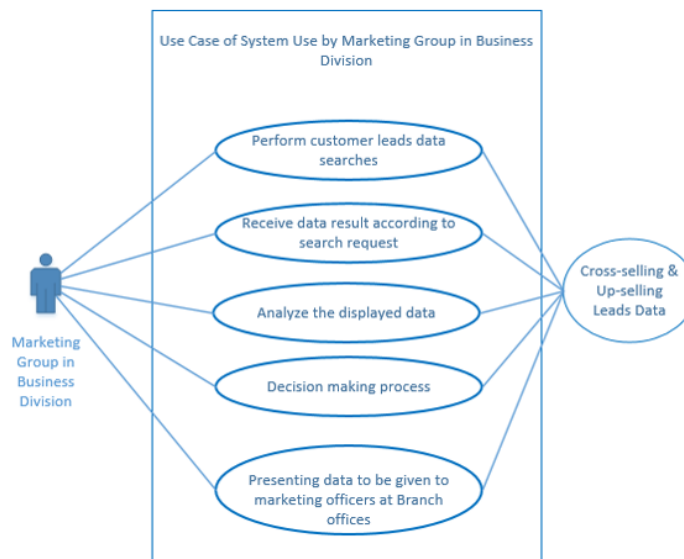 Use Case of System Use by Marketing Group in Business
Division
Perform customer leads data
searches
Receive data result according to
search request
Analyze the displayed data
Decision making process
Presenting data to be given to
marketing officers at Branch
offices
Marketing
Group in
Business
Division
Cross-selling &
Up-selling
Leads Data